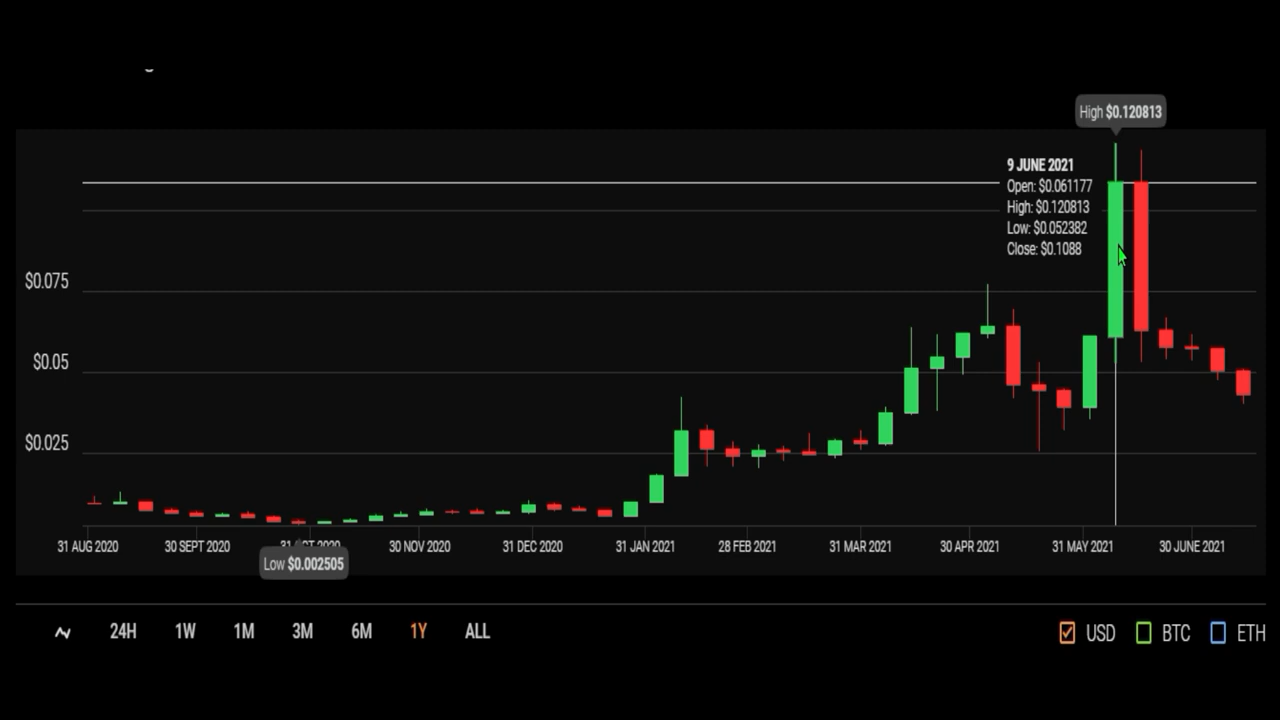 High $0.120813
9 JUNE 2021
Open: $0.061177
High: $0.120813
Low: $0.052382
Close: $0.1088
$0.075
$0.05
$0.025
31 AUG 2020 30 SEPT 2020 31 OCT 2020 30 NOV 2020 31 DEC 2020 31 JAN 2021 28 FEB 2021 31 MAR 2021 30 APR 2021 31 MAY 2021 30 JUNE 2021
Low $0.002505
24H 1W 1M 3M 6M 1Y ALL USD BTC ETH